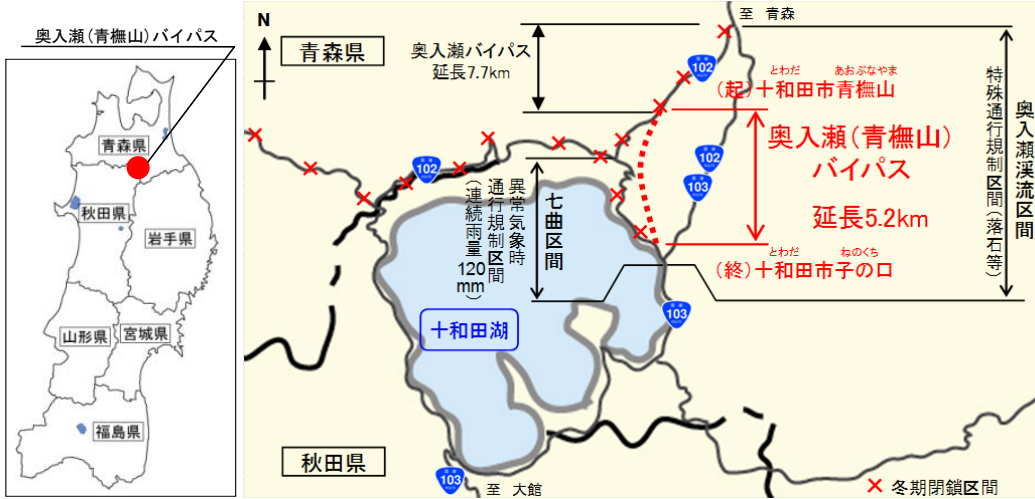 奥入瀬(青橅山)バイパス
青森県
秋田県
岩手県
山形県
宮城県
福島県
N
青森県
奥入瀬バイパス
延長7.7km
至 青森
102
とわだ あおぶなやま
(起)十和田市青橅山
奥入瀬(青橅山)
バイパス
延長5.2km
とわだ ねのくち
(終)十和田市子の口
特殊通行規制区間(落石等)
奥入瀬渓流区間
102
103
102
七曲区間
異常気象時
通行規制区間
(連続雨量120mm)
十和田湖
103
秋田県
103
至 大館
×冬期閉鎖区間